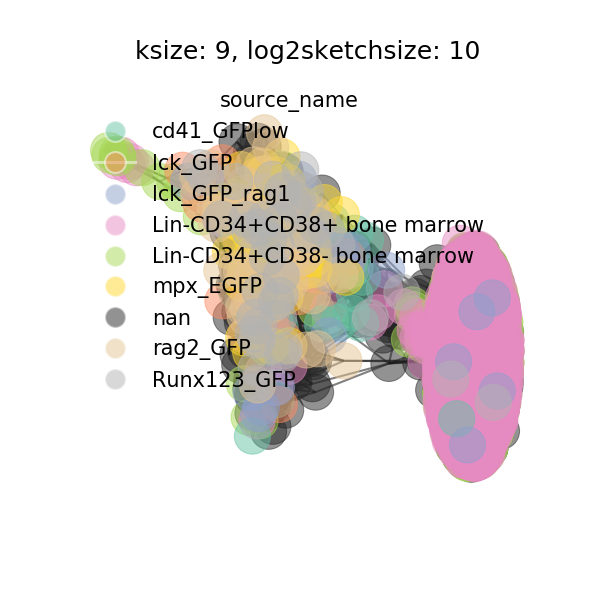 ksize: 9, log2sketchsize: 10
source_name
cd41_GFPlow
lck_GFP
lck_GFP_rag1
Lin-CD34+CD38+ bone marrow
Lin-CD34+CD38- bone marrow
mpx_EGFP
nan
rag2_GFP
Runx123_GFP